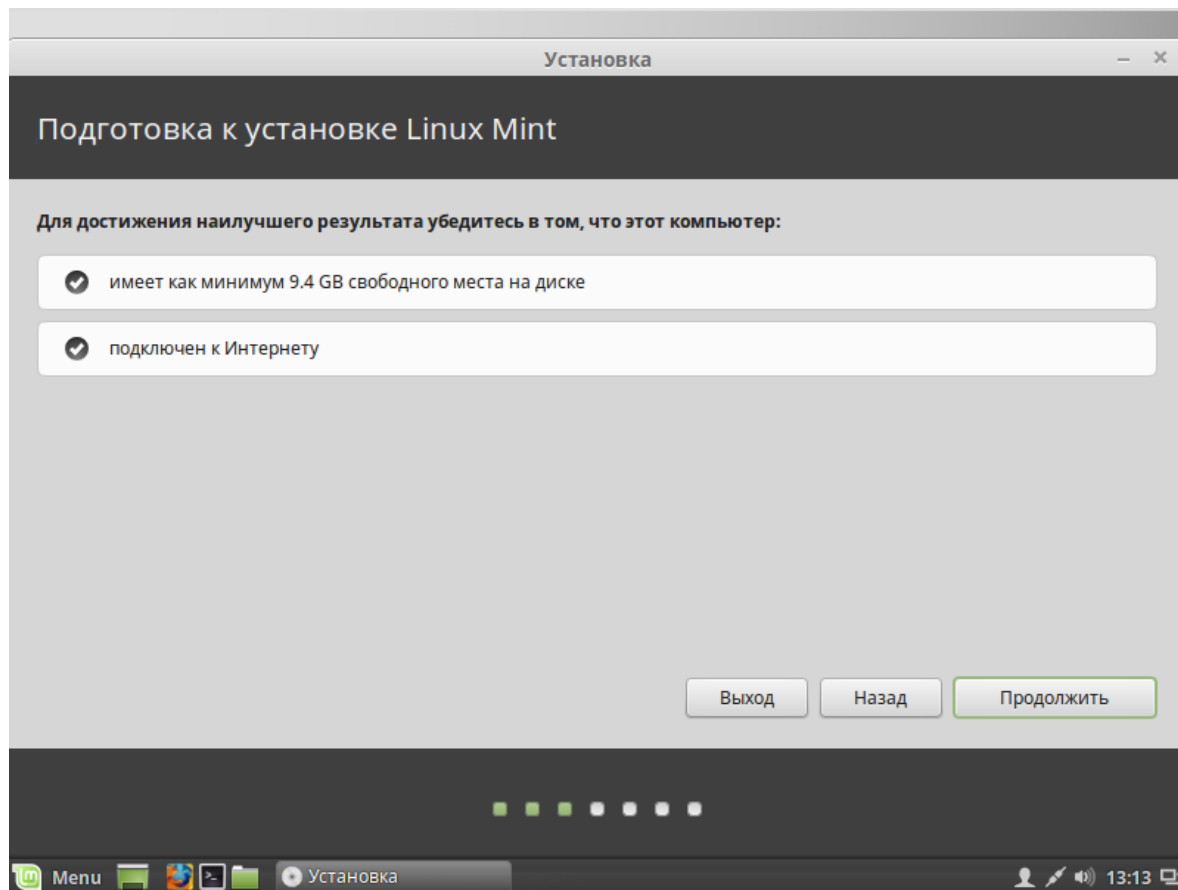 Установка
Подготовка к установке Linux Mint
Для достижения наилучшего результата убедитесь в том, что этот компьютер:
имеет как минимум 9.4 GB свободного места на диске
подключен к Интернету
Выход Назад Продолжить
Menu Установка 13:13